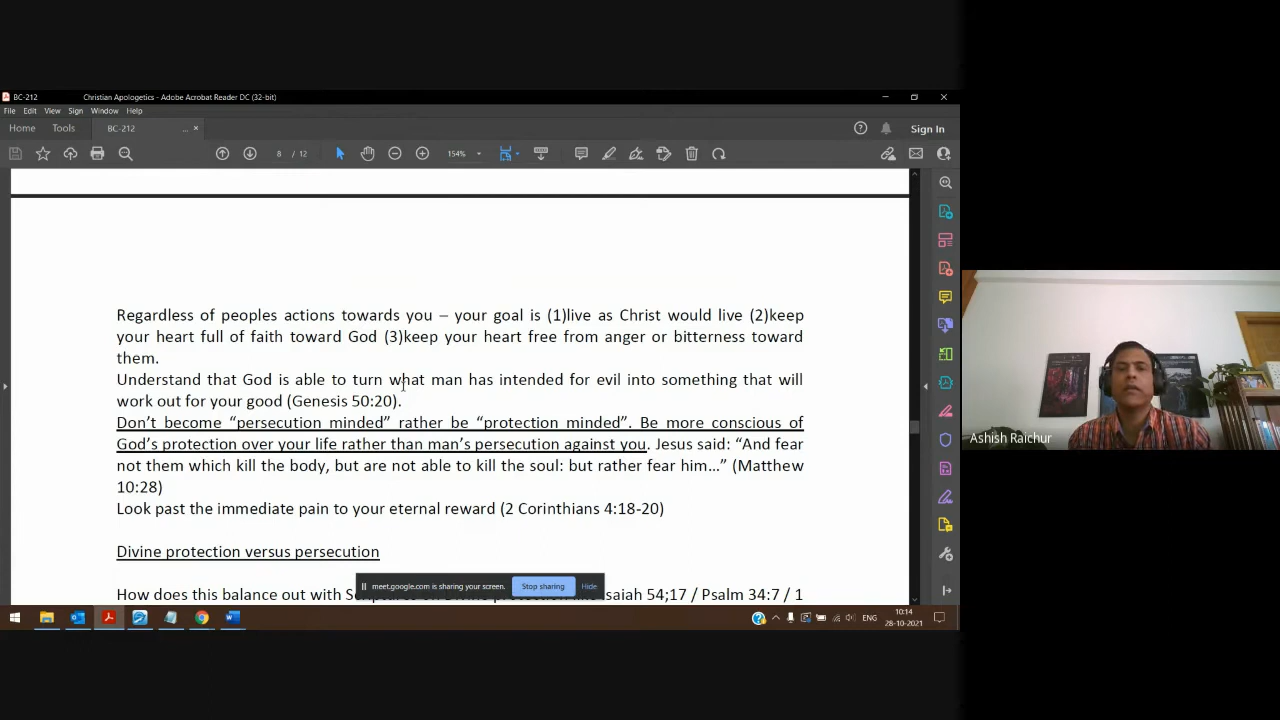 BC-212 Christian Apologetics - Adobe Acrobat Reader DC (32-bit)
File Edit View Sign Window Help
Home Tools BC-212 ... × Sign In
8 / 12 154%
Regardless of peoples actions towards you – your goal is (1)live as Christ would live (2)keep
your heart full of faith toward God (3)keep your heart free from anger or bitterness toward
them.
Understand that God is able to turn what man has intended for evil into something that will
work out for your good (Genesis 50:20).
Don’t become “persecution minded” rather be “protection minded”. Be more conscious of
God’s protection over your life rather than man’s persecution against you. Jesus said: “And fear
not them which kill the body, but are not able to kill the soul: but rather fear him…” (Matthew
10:28)
Look past the immediate pain to your eternal reward (2 Corinthians 4:18-20)
Divine protection versus persecution
How does this balance out with Scriptures on Isaiah 54;17 / Psalm 34:7 / 1
meet.google.com is sharing your screen. Stop sharing Hide
Ashish Raichur
ENG
10:14
28-10-2021